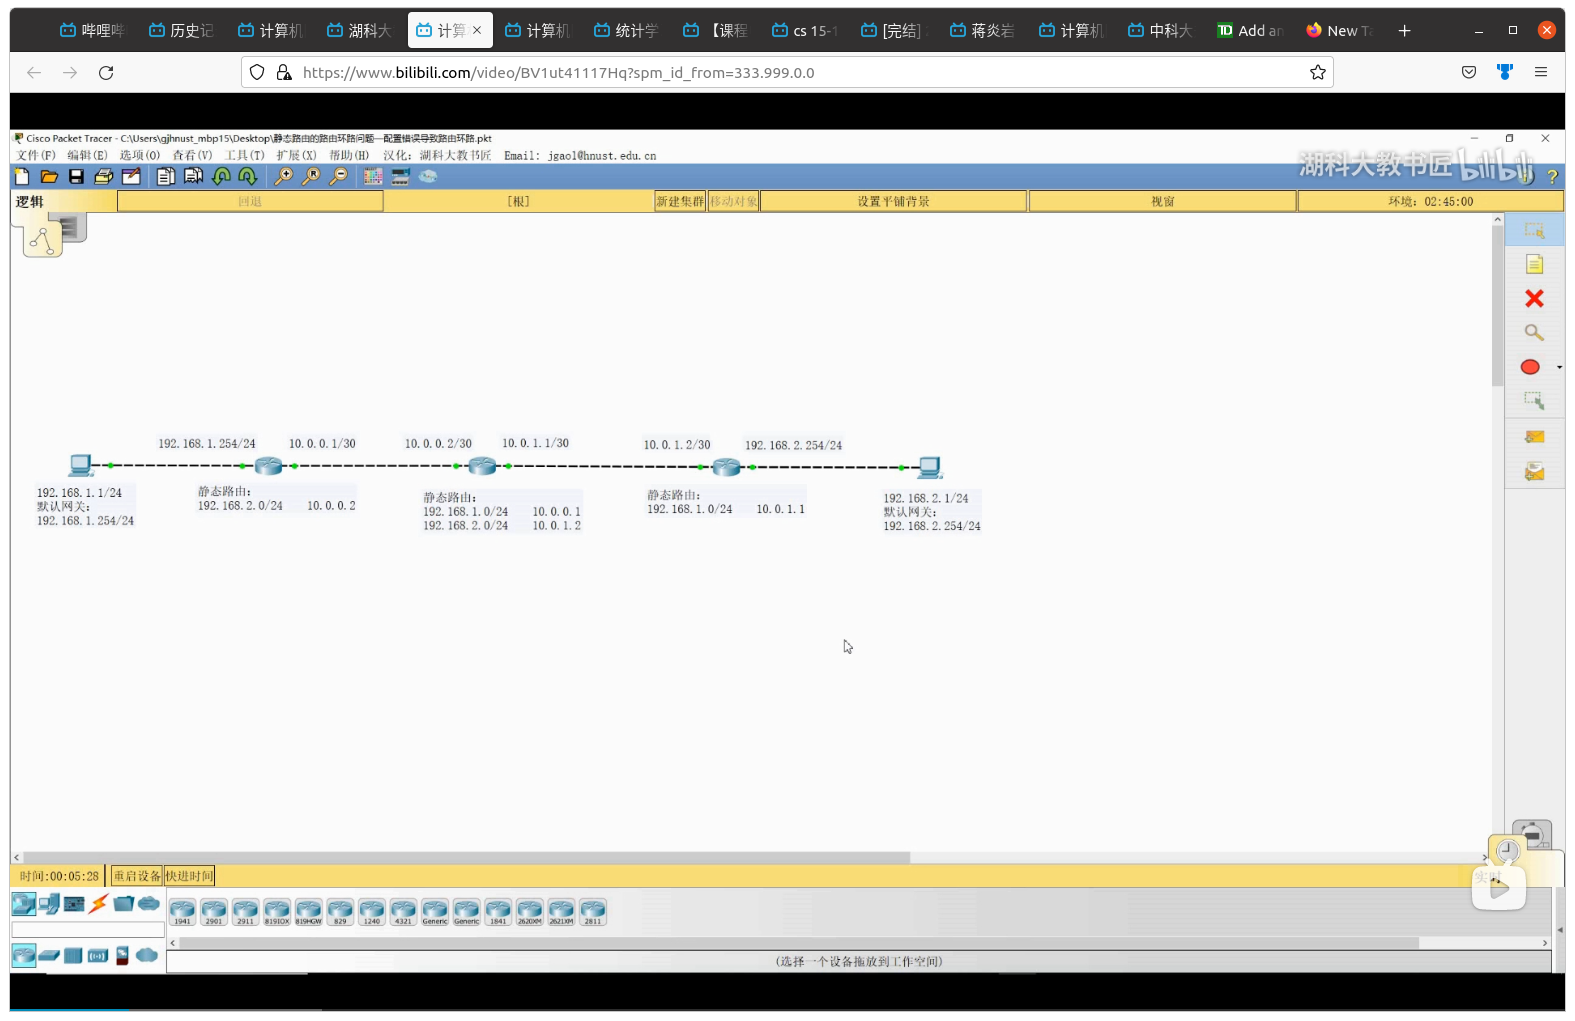 哔哩哔
历史记
计算机
湖科大
计算
计算机
统计学
【课程
cs 15-1
[完结]
蒋炎岩
计算机
中科大
Add an
New Ta
https://www.bilibili.com/video/BV1ut41117Hq?spm_id_from=333.999.0.0
Cisco Packet Tracer - C:\Users\gjhnust_mbp15\Desktop\静态路由的路由环路问题—配置错误导致路由环路.pkt
文件(F) 编辑(E) 选项(O) 查看(V) 工具(T) 扩展(X) 帮助(H) 汉化: 湖科大教书匠 Email: jgaol@hnust.edu.cn
湖科大教书匠 bilibili
逻辑 回退 [根] 新建集群 移动对象 设置平铺背景 视窗 环境: 02:45:00
192.168.1.254/24 10.0.0.1/30 10.0.0.2/30 10.0.1.1/30 10.0.1.2/30 192.168.2.254/24
192.168.1.1/24
默认网关:
192.168.1.254/24
静态路由:
192.168.2.0/24 10.0.0.2
静态路由:
192.168.1.0/24 10.0.0.1
192.168.2.0/24 10.0.1.2
静态路由:
192.168.1.0/24 10.0.1.1
192.168.2.1/24
默认网关:
192.168.2.254/24
时间:00:05:28 重启设备 快进时间
实时
1941 2901 2911 819IOX 819HGW 829 1240 4321 Generic Generic 1841 2620XM 2621XM 2811
(选择一个设备拖放到工作空间)